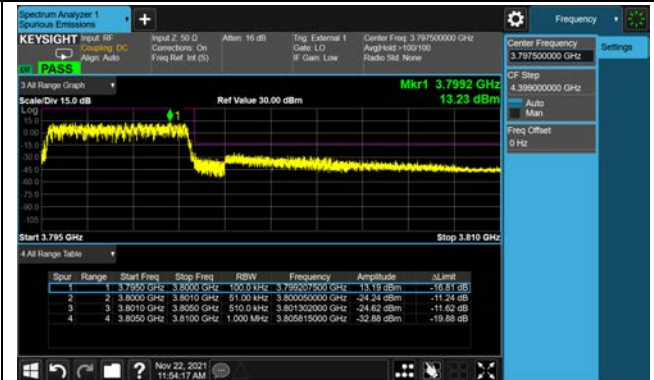 Spectrum Analyzer 1
Spurious Emissions
Frequency
KEYSIGHT Input: RF Input Z: 50 Ω Atten: 16 dB Trig: External 1 Center Freq: 3.797500000 GHz
Coupling: DC Corrections: On Gate: LO Avg|Hold:>100/100
Align: Auto Freq Ref: Int (S) IF Gain: Low Radio Std: None
PASS
Center Frequency
3.797500000 GHz
Settings
CF Step
4.399000000 GHz
Auto
Man
Freq Offset
0 Hz
3 All Range Graph
Mkr1 3.7992 GHz
Scale/Div 15.0 dB Ref Value 30.00 dBm 13.23 dBm
Log
15.0
0.00
-15.0
-30.0
-45.0
-60.0
-75.0
-90.0
-105
1
Start 3.795 GHz Stop 3.810 GHz
4 All Range Table
Spur Range Start Freq Stop Freq RBW Frequency Amplitude ΔLimit
1 1 3.7950 GHz 3.8000 GHz 100.0 kHz 3.799207500 GHz 13.19 dBm -16.81 dB
2 2 3.8000 GHz 3.8010 GHz 51.00 kHz 3.800050000 GHz -24.24 dBm -11.24 dB
3 3 3.8010 GHz 3.8050 GHz 510.0 kHz 3.801302000 GHz -24.62 dBm -11.62 dB
4 4 3.8050 GHz 3.8100 GHz 1.000 MHz 3.805815000 GHz -32.88 dBm -19.88 dB
Nov 22, 2021
11:54:17 AM